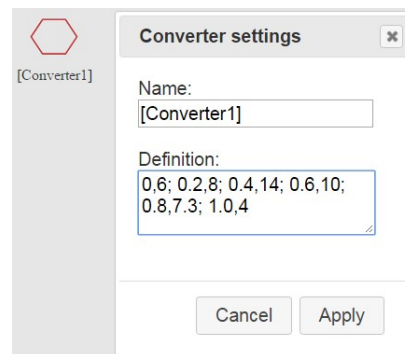 Converter settings
[Converter1]
Name:
[Converter1]
Definition:
0,6; 0.2,8; 0.4,14; 0.6,10;
0.8,7.3; 1.0,4
Cancel Apply